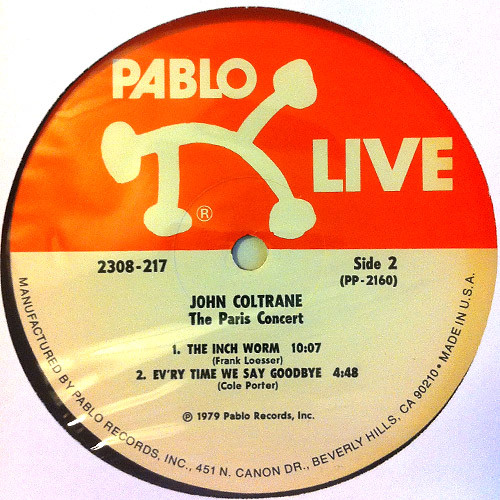 PABLO
LIVE
®
2308-217
Side 2
(PP-2160)
JOHN COLTRANE
The Paris Concert
1. THE INCH WORM 10:07
(Frank Loesser)
2. EV'RY TIME WE SAY GOODBYE 4:48
(Cole Porter)
℗ 1979 Pablo Records, Inc.
MANUFACTURED BY PABLO RECORDS, INC., 451 N. CANON DR., BEVERLY HILLS, CA 90210 • MADE IN U.S.A.